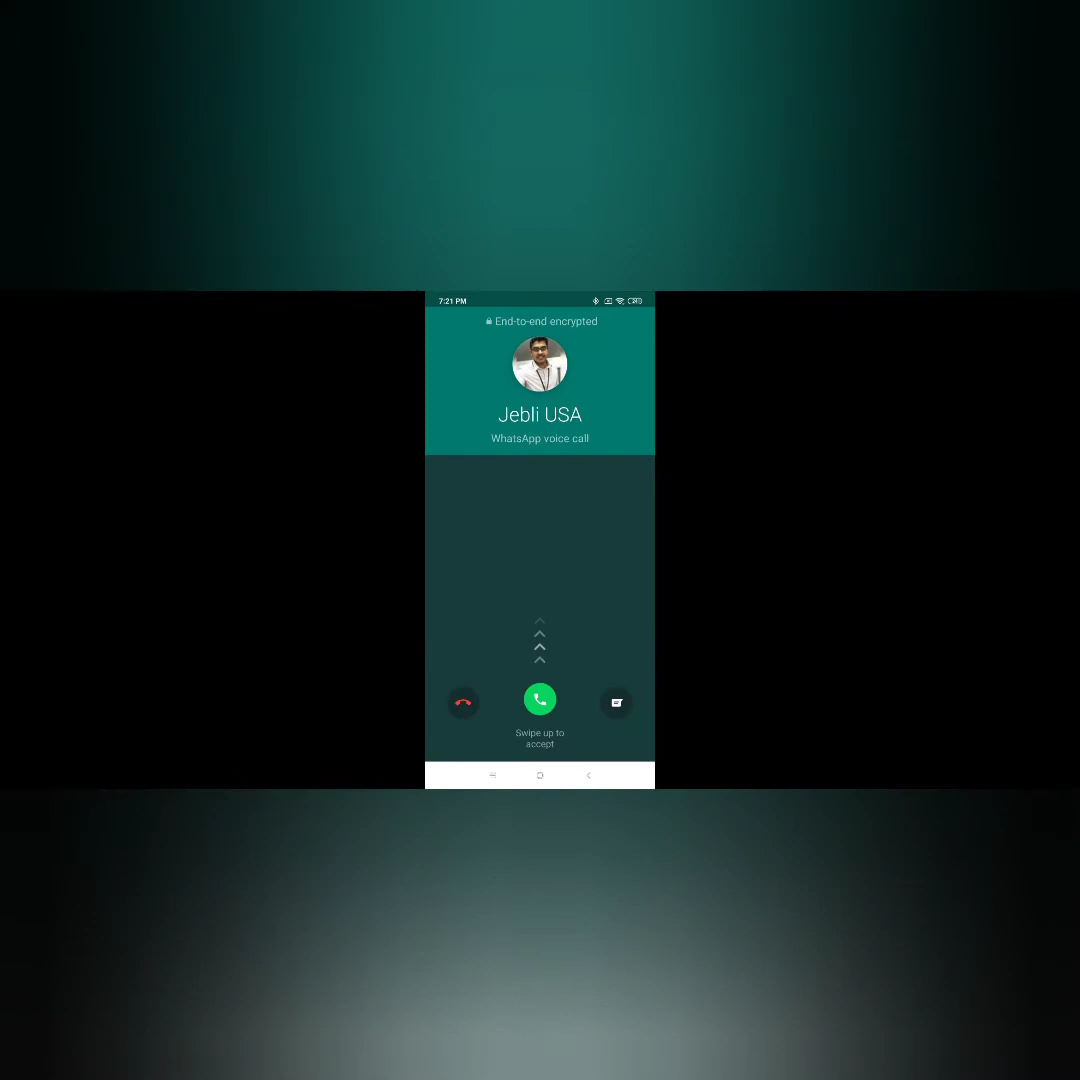 7:21 PM
End-to-end encrypted
Jebli USA
WhatsApp voice call
Swipe up to
accept